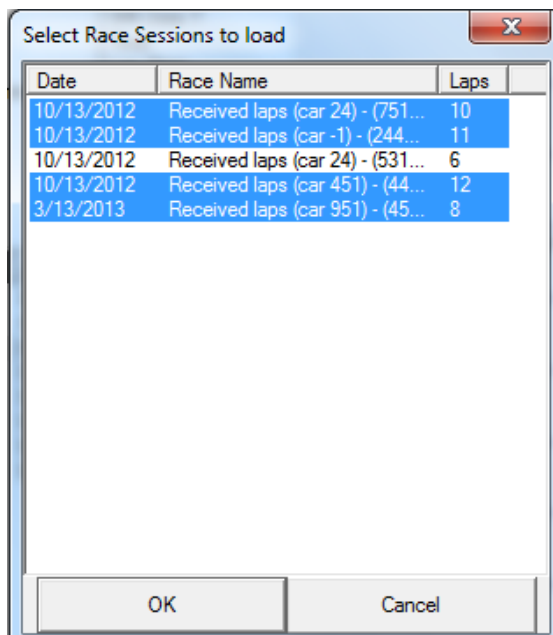 Select Race Sessions to load
Date Race Name Laps
10/13/2012 Received laps (car 24) - (751... 10
10/13/2012 Received laps (car -1) - (244... 11
10/13/2012 Received laps (car 24) - (531... 6
10/13/2012 Received laps (car 451) - (44... 12
3/13/2013 Received laps (car 951) - (45... 8
OK Cancel